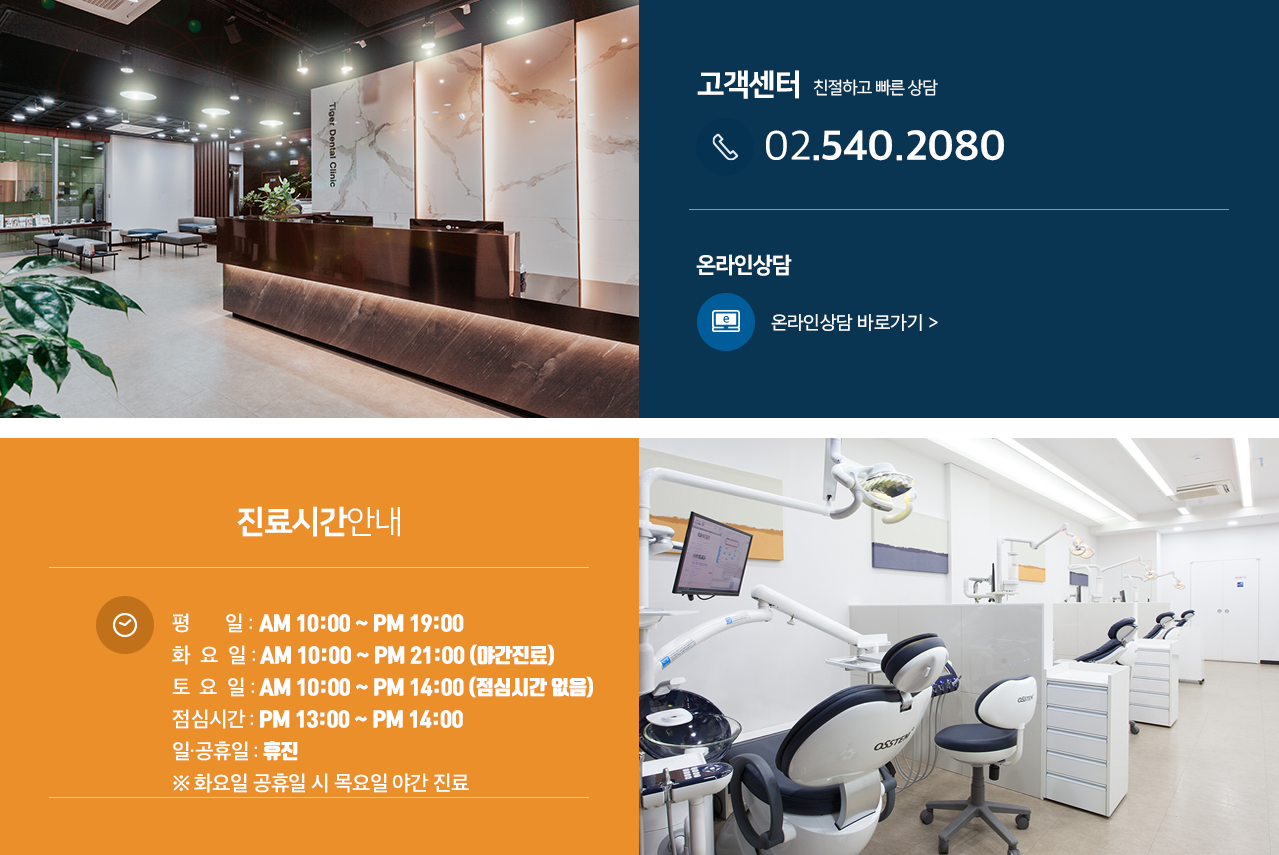 Tiger Dental Clinic
고객센터 친절하고 빠른 상담
02.540.2080
온라인상담
e
온라인상담 바로가기 >
진료시간안내
평 일 : AM 10:00 ~ PM 19:00
화 요 일 : AM 10:00 ~ PM 21:00 (야간진료)
토 요 일 : AM 10:00 ~ PM 14:00 (점심시간 없음)
점심시간 : PM 13:00 ~ PM 14:00
일·공휴일 : 휴진
※ 화요일 공휴일 시 목요일 야간 진료
OSSTEM
OSSTEM